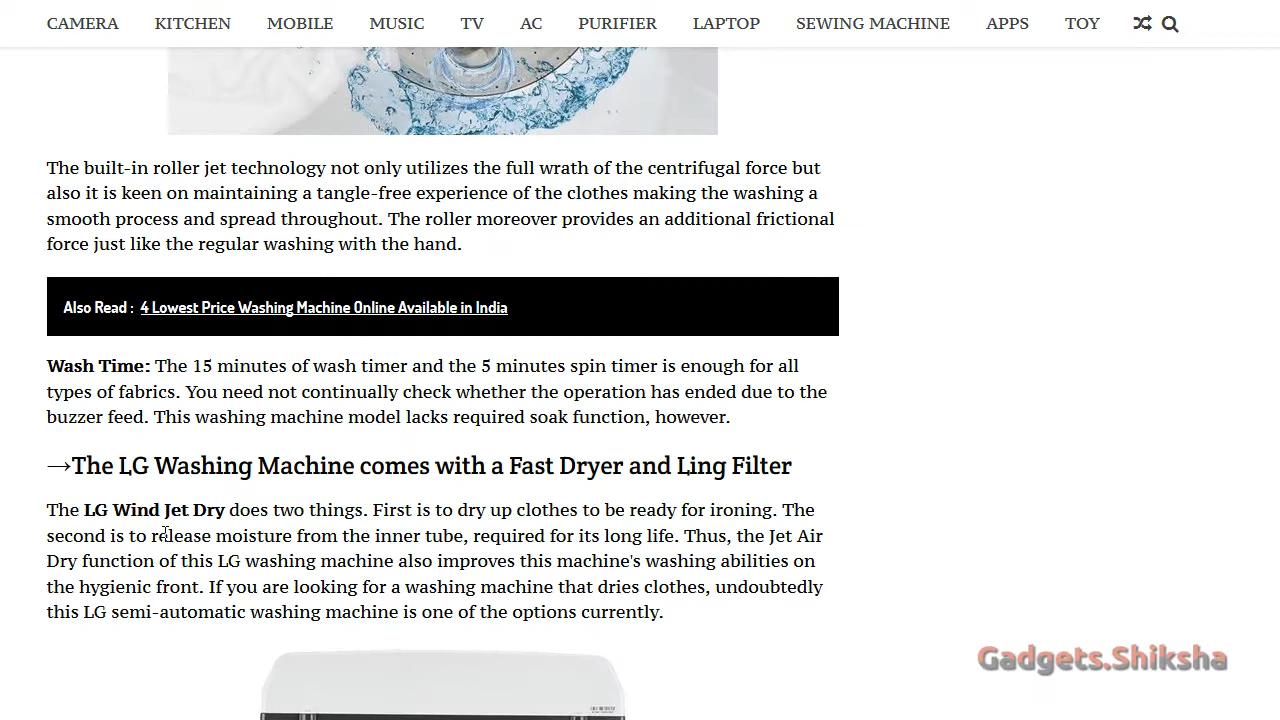 CAMERA KITCHEN MOBILE MUSIC TV AC PURIFIER LAPTOP SEWING MACHINE APPS TOY
The built-in roller jet technology not only utilizes the full wrath of the centrifugal force but
also it is keen on maintaining a tangle-free experience of the clothes making the washing a
smooth process and spread throughout. The roller moreover provides an additional frictional
force just like the regular washing with the hand.
Also Read : 4 Lowest Price Washing Machine Online Available in India
Wash Time: The 15 minutes of wash timer and the 5 minutes spin timer is enough for all
types of fabrics. You need not continually check whether the operation has ended due to the
buzzer feed. This washing machine model lacks required soak function, however.
→The LG Washing Machine comes with a Fast Dryer and Ling Filter
The LG Wind Jet Dry does two things. First is to dry up clothes to be ready for ironing. The
second is to release moisture from the inner tube, required for its long life. Thus, the Jet Air
Dry function of this LG washing machine also improves this machine's washing abilities on
the hygienic front. If you are looking for a washing machine that dries clothes, undoubtedly
this LG semi-automatic washing machine is one of the options currently.
Gadgets.Shiksha